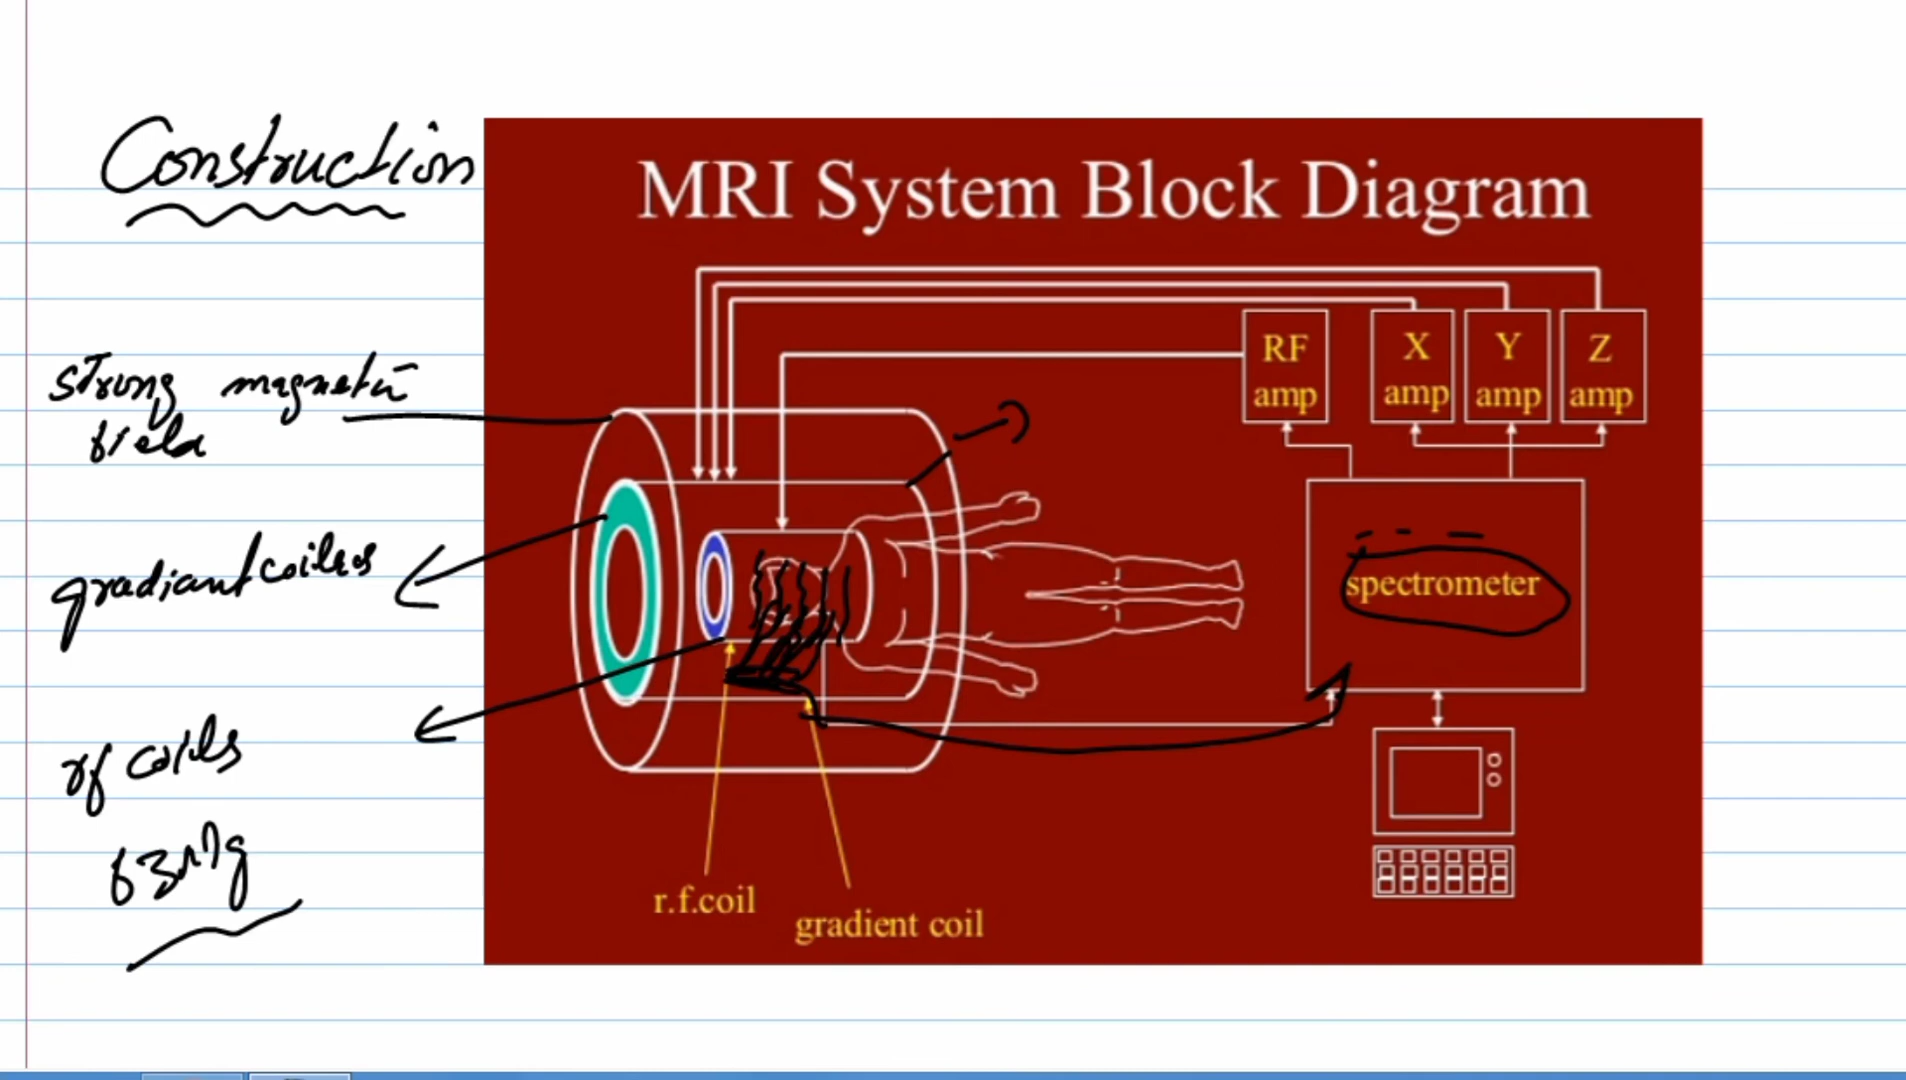 Construction
MRI System Block Diagram
RF
amp
X
amp
Y
amp
Z
amp
strong magnetic
field
gradiant coils
spectrometer
rf coils
r.f.coil
gradient coil